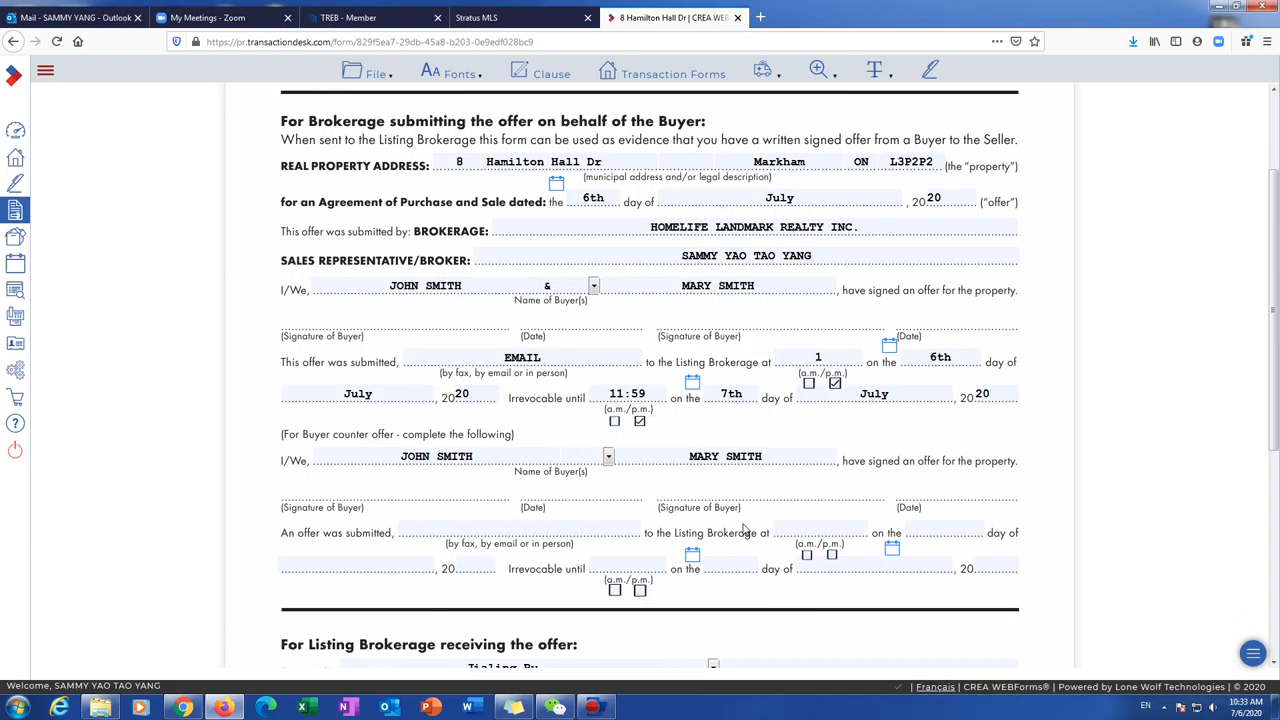 Mail - SAMMY YANG - Outlook
My Meetings - Zoom
TREB - Member
Stratus MLS
8 Hamilton Hall Dr | CREA WEB
https://pr.transactiondesk.com/form/829f5ea7-29db-45a8-b203-0e9edf028bc9
File
Fonts
Clause
Transaction Forms
For Brokerage submitting the offer on behalf of the Buyer:
When sent to the Listing Brokerage this form can be used as evidence that you have a written signed offer from a Buyer to the Seller.
REAL PROPERTY ADDRESS: 8 Hamilton Hall Dr Markham ON L3P2P2 (the "property")
(municipal address and/or legal description)
for an Agreement of Purchase and Sale dated: the 6th day of July , 20 20 ("offer")
This offer was submitted by: BROKERAGE: HOMELIFE LANDMARK REALTY INC.
SALES REPRESENTATIVE/BROKER: SAMMY YAO TAO YANG
I/We, JOHN SMITH & MARY SMITH , have signed an offer for the property.
Name of Buyer(s)
(Signature of Buyer) (Date) (Signature of Buyer) (Date)
This offer was submitted, EMAIL to the Listing Brokerage at 1 on the 6th day of
(by fax, by email or in person) (a.m./p.m.)
July , 20 20 Irrevocable until 11:59 on the 7th day of July , 20 20
(a.m./p.m.)
(For Buyer counter offer - complete the following)
I/We, JOHN SMITH MARY SMITH , have signed an offer for the property.
Name of Buyer(s)
(Signature of Buyer) (Date) (Signature of Buyer) (Date)
An offer was submitted, to the Listing Brokerage at on the day of
(by fax, by email or in person) (a.m./p.m.)
, 20 Irrevocable until on the day of , 20
(a.m./p.m.)
For Listing Brokerage receiving the offer:
Welcome, SAMMY YAO TAO YANG
| Français | CREA WEBForms® | Powered by Lone Wolf Technologies | © 2020
EN
10:33 AM
7/6/2020